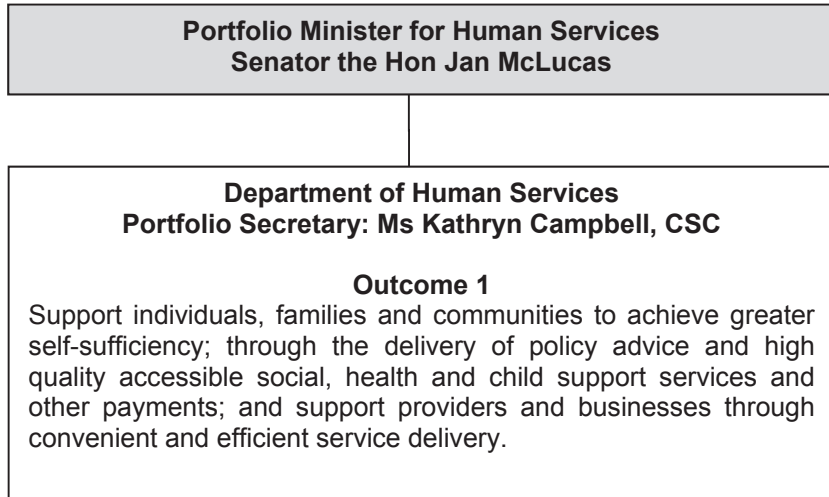 Portfolio Minister for Human Services
Senator the Hon Jan McLucas
Department of Human Services
Portfolio Secretary: Ms Kathryn Campbell, CSC
Outcome 1
Support individuals, families and communities to achieve greater
self-sufficiency; through the delivery of policy advice and high
quality accessible social, health and child support services and
other payments; and support providers and businesses through
convenient and efficient service delivery.